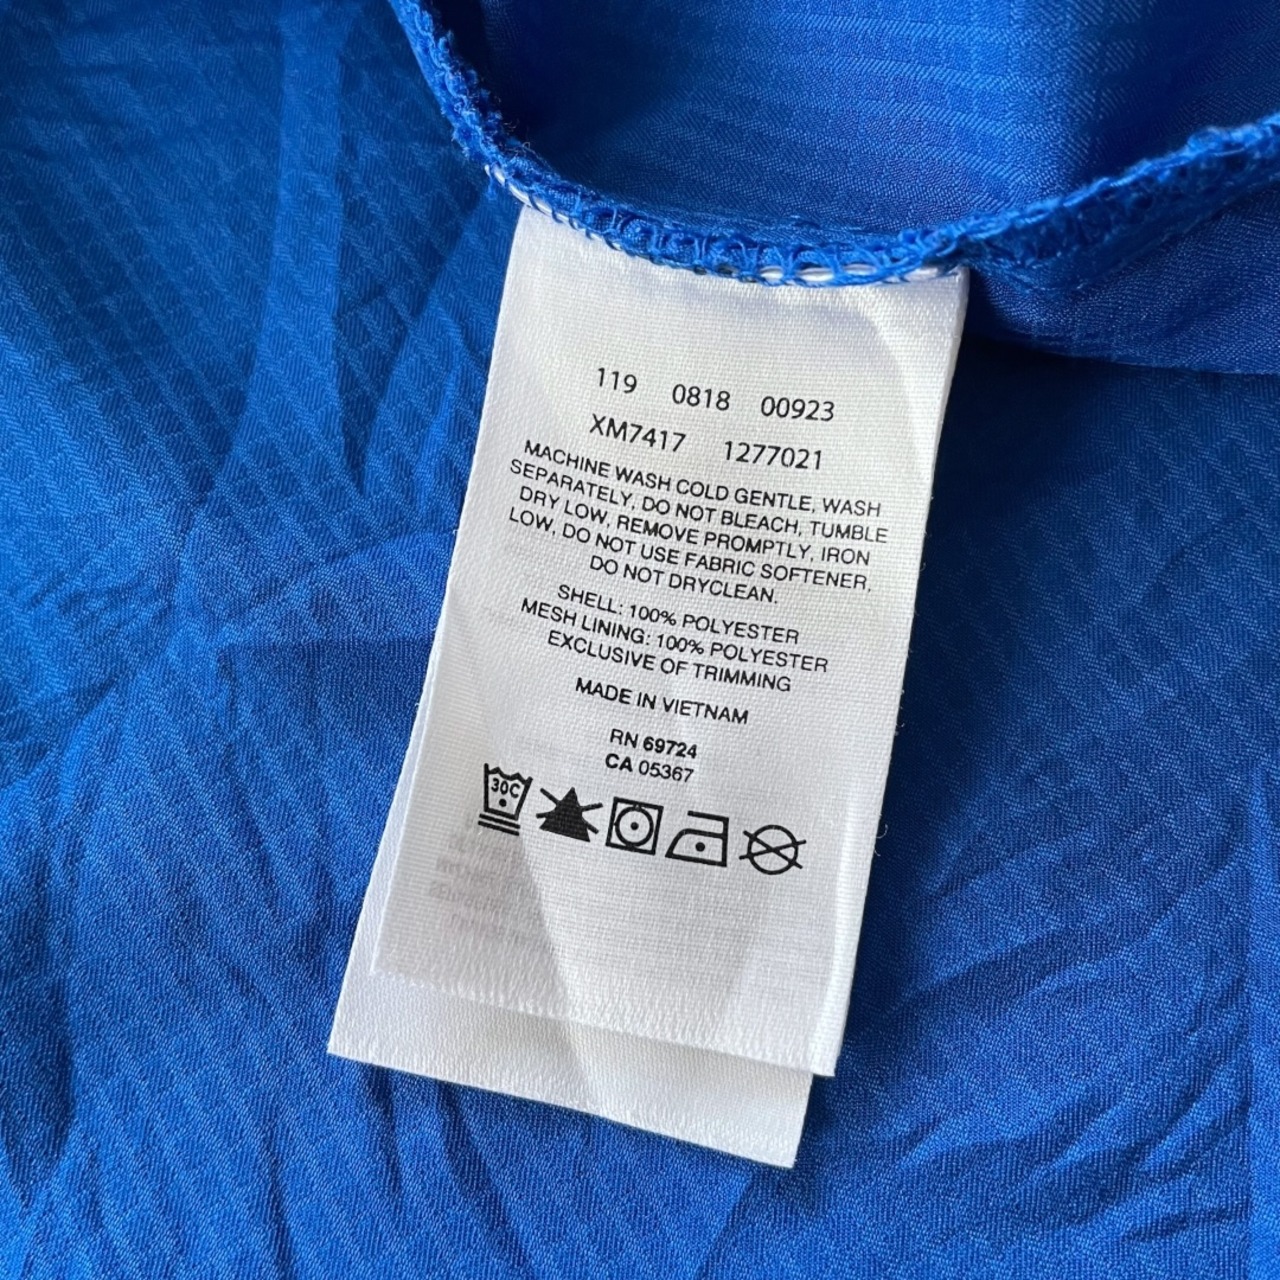 119 0818 00923
XM7417 1277021
MACHINE WASH COLD GENTLE, WASH
SEPARATELY, DO NOT BLEACH, TUMBLE
DRY LOW, REMOVE PROMPTLY, IRON
LOW, DO NOT USE FABRIC SOFTENER,
DO NOT DRYCLEAN.
SHELL: 100% POLYESTER
MESH LINING: 100% POLYESTER
EXCLUSIVE OF TRIMMING
MADE IN VIETNAM
RN 69724
CA 05367
30C